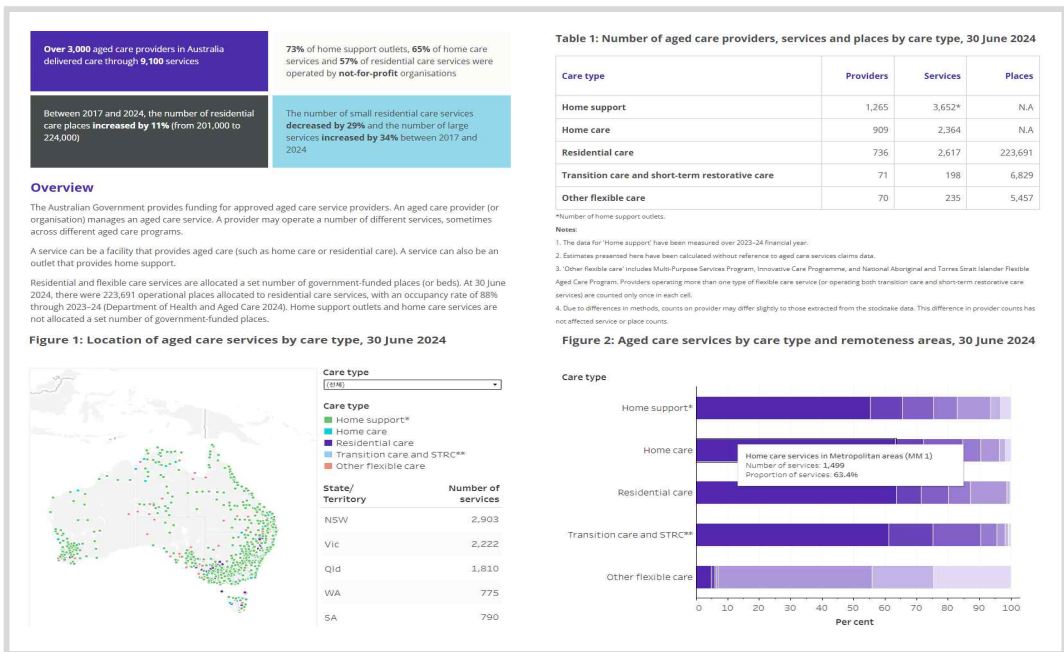 Over 3,000 aged care providers in Australia
delivered care through 9,100 services
73% of home support outlets, 65% of home care
services and 57% of residential care services were
operated by not-for-profit organisations
Between 2017 and 2024, the number of residential
care places increased by 11% (from 201,000 to
224,000)
The number of small residential care services
decreased by 29% and the number of large
services increased by 34% between 2017 and
2024
Overview
The Australian Government provides funding for approved aged care service providers. An aged care provider (or
organisation) manages an aged care service. A provider may operate a number of different services, sometimes
across different aged care programs.
A service can be a facility that provides aged care (such as home care or residential care). A service can also be an
outlet that provides home support.
Residential and flexible care services are allocated a set number of government-funded places (or beds). At 30 June
2024, there were 223,691 operational places allocated to residential care services, with an occupancy rate of 88%
through 2023–24 (Department of Health and Aged Care 2024). Home support outlets and home care services are
not allocated a set number of government-funded places.
Figure 1: Location of aged care services by care type, 30 June 2024
Care type
(전체)
Care type
Home support*
Home care
Residential care
Transition care and STRC**
Other flexible care
State/ Number of
Territory services
NSW 2,903
Vic 2,222
Qld 1,810
WA 775
SA 790
Table 1: Number of aged care providers, services and places by care type, 30 June 2024
Care type Providers Services Places
Home support 1,265 3,652* N.A
Home care 909 2,364 N.A
Residential care 736 2,617 223,691
Transition care and short-term restorative care 71 198 6,829
Other flexible care 70 235 5,457
*Number of home support outlets.
Notes:
1. The data for 'Home support' have been measured over 2023–24 financial year.
2. Estimates presented here have been calculated without reference to aged care services claims data.
3. 'Other flexible care' includes Multi-Purpose Services Program, Innovative Care Programme, and National Aboriginal and Torres Strait Islander Flexible
Aged Care Program. Providers operating more than one type of flexible care service (or operating both transition care and short-term restorative care
services) are counted only once in each cell.
4. Due to differences in methods, counts on provider may differ slightly to those extracted from the stocktake data. This difference in provider counts has
not affected service or place counts.
Figure 2: Aged care services by care type and remoteness areas, 30 June 2024
Care type
Home support*
Home care
Home care services in Metropolitan areas (MM 1)
Number of services: 1,499
Proportion of services: 63.4%
Residential care
Transition care and STRC**
Other flexible care
0 10 20 30 40 50 60 70 80 90 100
Per cent